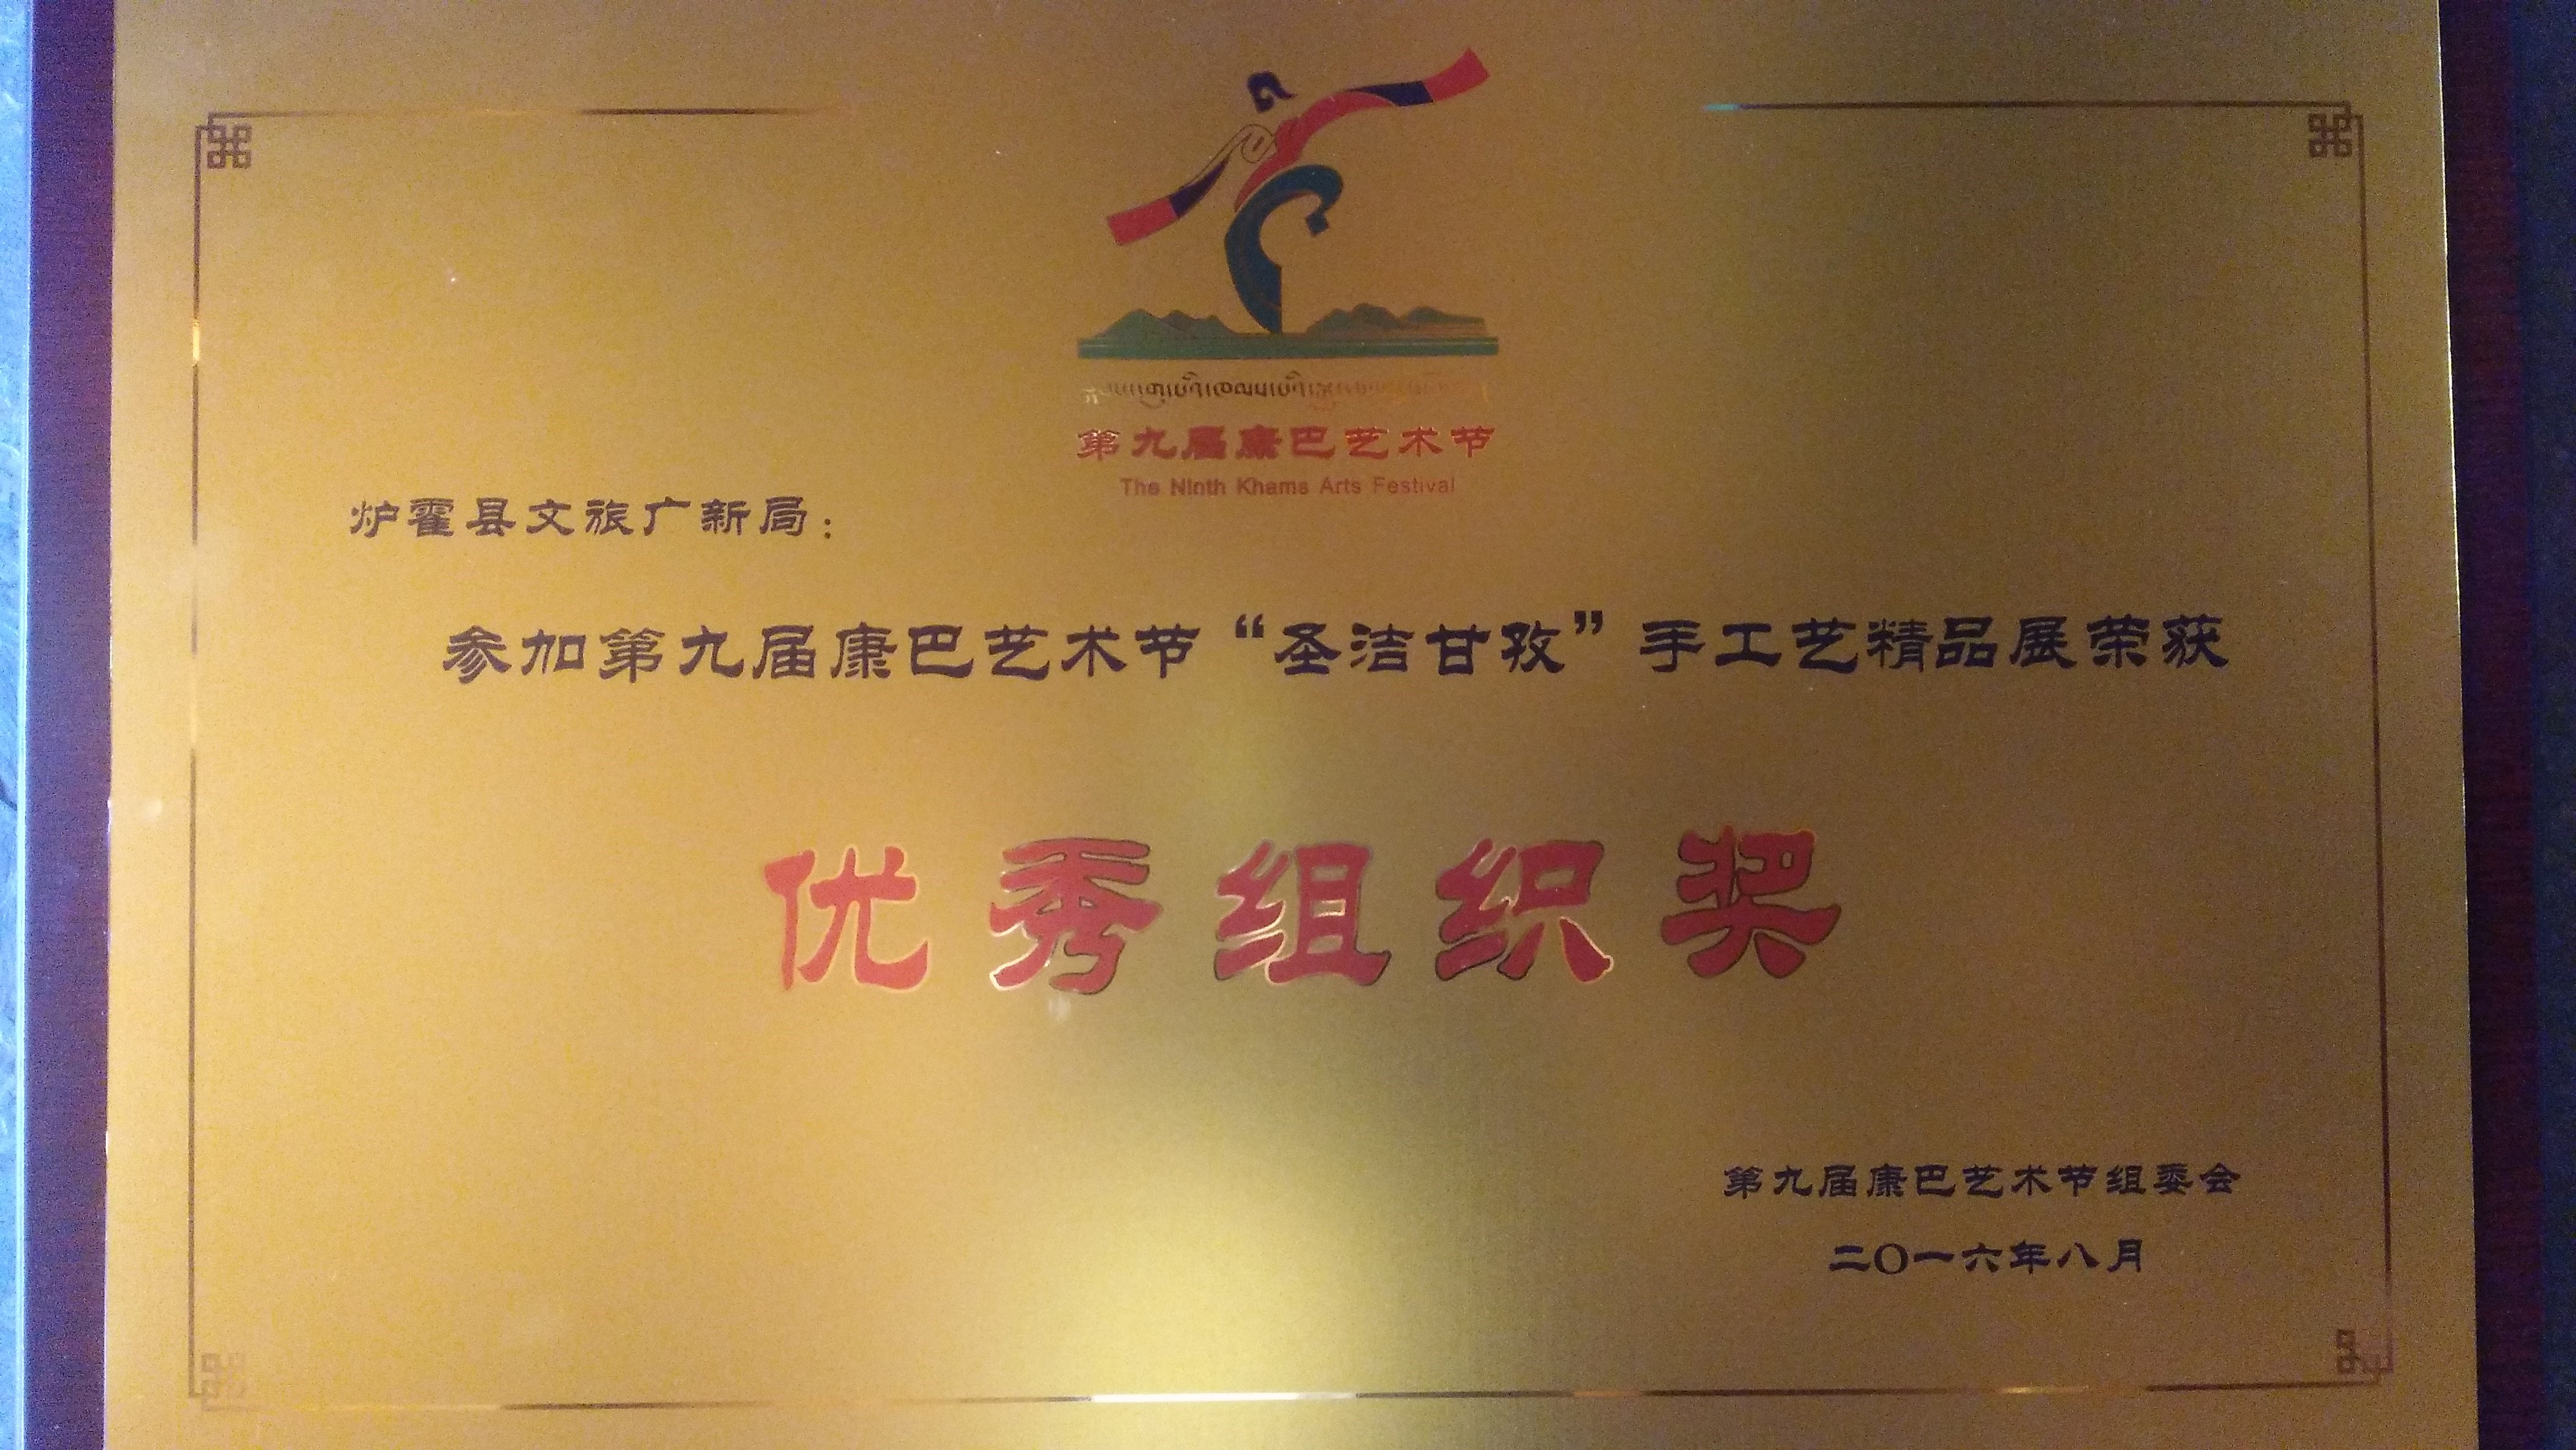 第九届康巴艺术节
The Ninth Khams Arts Festival
炉霍县文旅广新局：
参加第九届康巴艺术节“圣洁甘孜”手工艺精品展荣获
优秀组织奖
第九届康巴艺术节组委会
二〇一六年八月